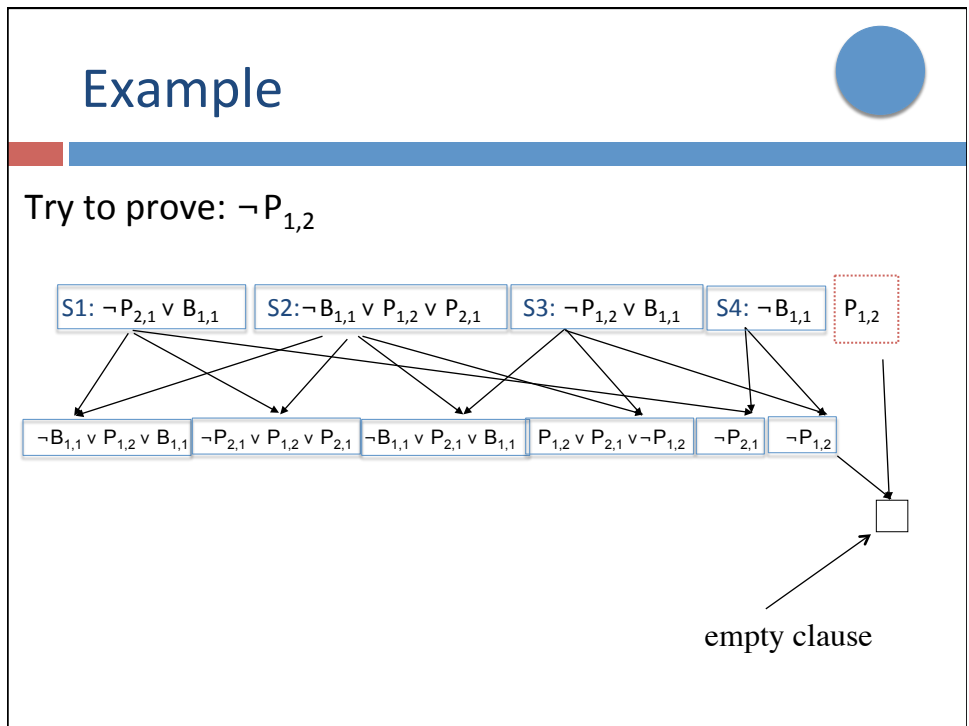 Example
Try to prove: ¬P₁,₂
S1: ¬P₂,₁ ∨ B₁,₁ S2:¬B₁,₁ ∨ P₁,₂ ∨ P₂,₁ S3: ¬P₁,₂ ∨ B₁,₁ S4: ¬B₁,₁ P₁,₂
¬B₁,₁ ∨ P₁,₂ ∨ B₁,₁ ¬P₂,₁ ∨ P₁,₂ ∨ P₂,₁ ¬B₁,₁ ∨ P₂,₁ ∨ B₁,₁ P₁,₂ ∨ P₂,₁ ∨ ¬P₁,₂ ¬P₂,₁ ¬P₁,₂
empty clause